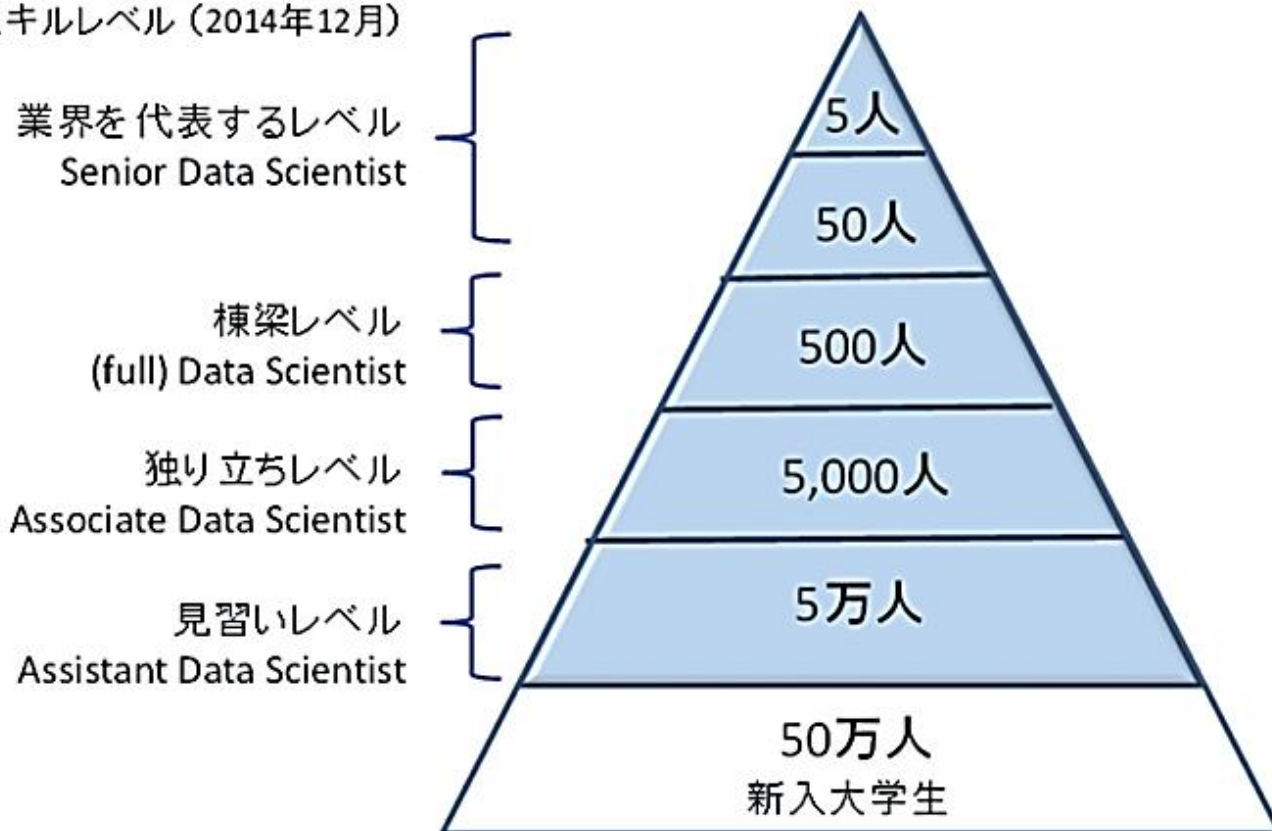 キルレベル（2014年12月）
業界を代表するレベル
Senior Data Scientist
棟梁レベル
(full) Data Scientist
独り立ちレベル
Associate Data Scientist
見習いレベル
Assistant Data Scientist
5人
50人
500人
5,000人
5万人
50万人
新入大学生